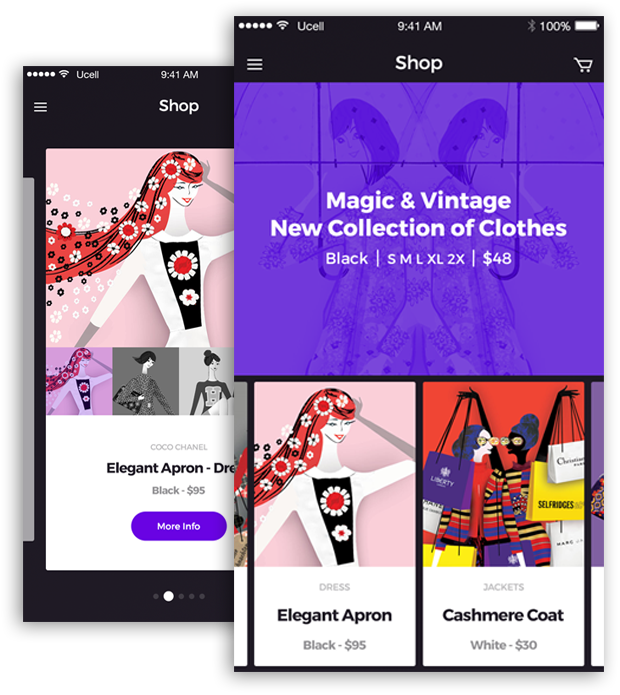 Ucell
9:41 AM
Shop
COCO CHANEL
Elegant Apron - Dre
Black - $95
More Info
Ucell
9:41 AM
100%
Shop
Magic & Vintage
New Collection of Clothes
Black | S M L XL 2X | $48
LIBERTY
Christian
SELFRIDGES
MARC
DRESS
Elegant Apron
Black - $95
JACKETS
Cashmere Coat
White - $30